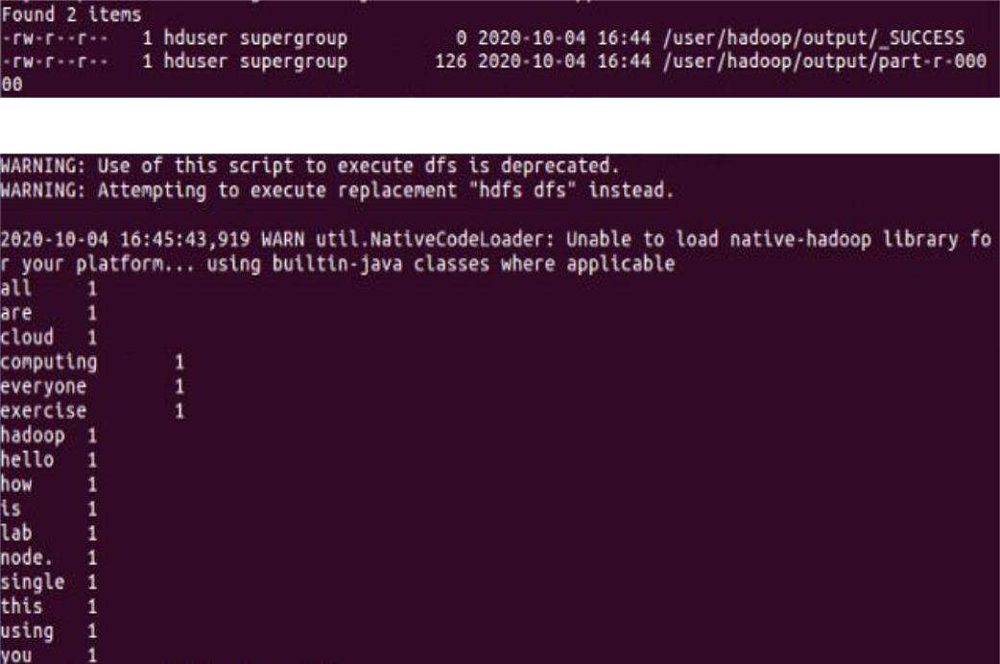 Found 2 items
-rw-r--r--   1 hduser supergroup          0 2020-10-04 16:44 /user/hadoop/output/_SUCCESS
-rw-r--r--   1 hduser supergroup        126 2020-10-04 16:44 /user/hadoop/output/part-r-000
00
WARNING: Use of this script to execute dfs is deprecated.
WARNING: Attempting to execute replacement "hdfs dfs" instead.
2020-10-04 16:45:43,919 WARN util.NativeCodeLoader: Unable to load native-hadoop library fo
r your platform... using builtin-java classes where applicable
all     1
are     1
cloud   1
computing       1
everyone        1
exercise        1
hadoop  1
hello   1
how     1
is      1
lab     1
node.   1
single  1
this    1
using   1
you     1